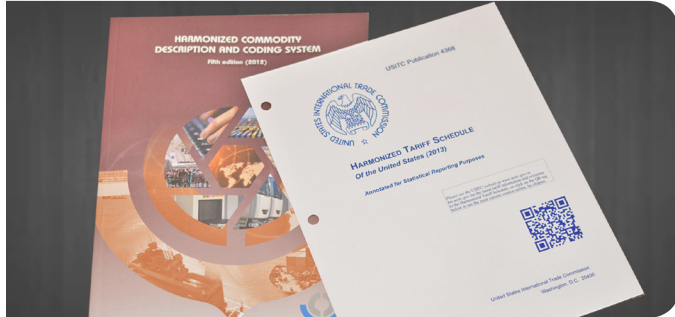 HARMONIZED COMMODITY
DESCRIPTION AND CODING SYSTEM
Fifth edition (2012)
USITC Publication 4368
UNITED STATES INTERNATIONAL TRADE COMMISSION
HARMONIZED TARIFF SCHEDULE
Of the United States (2013)
Annotated for Statistical Reporting Purposes
United States International Trade Commission
Washington, D.C. 20436